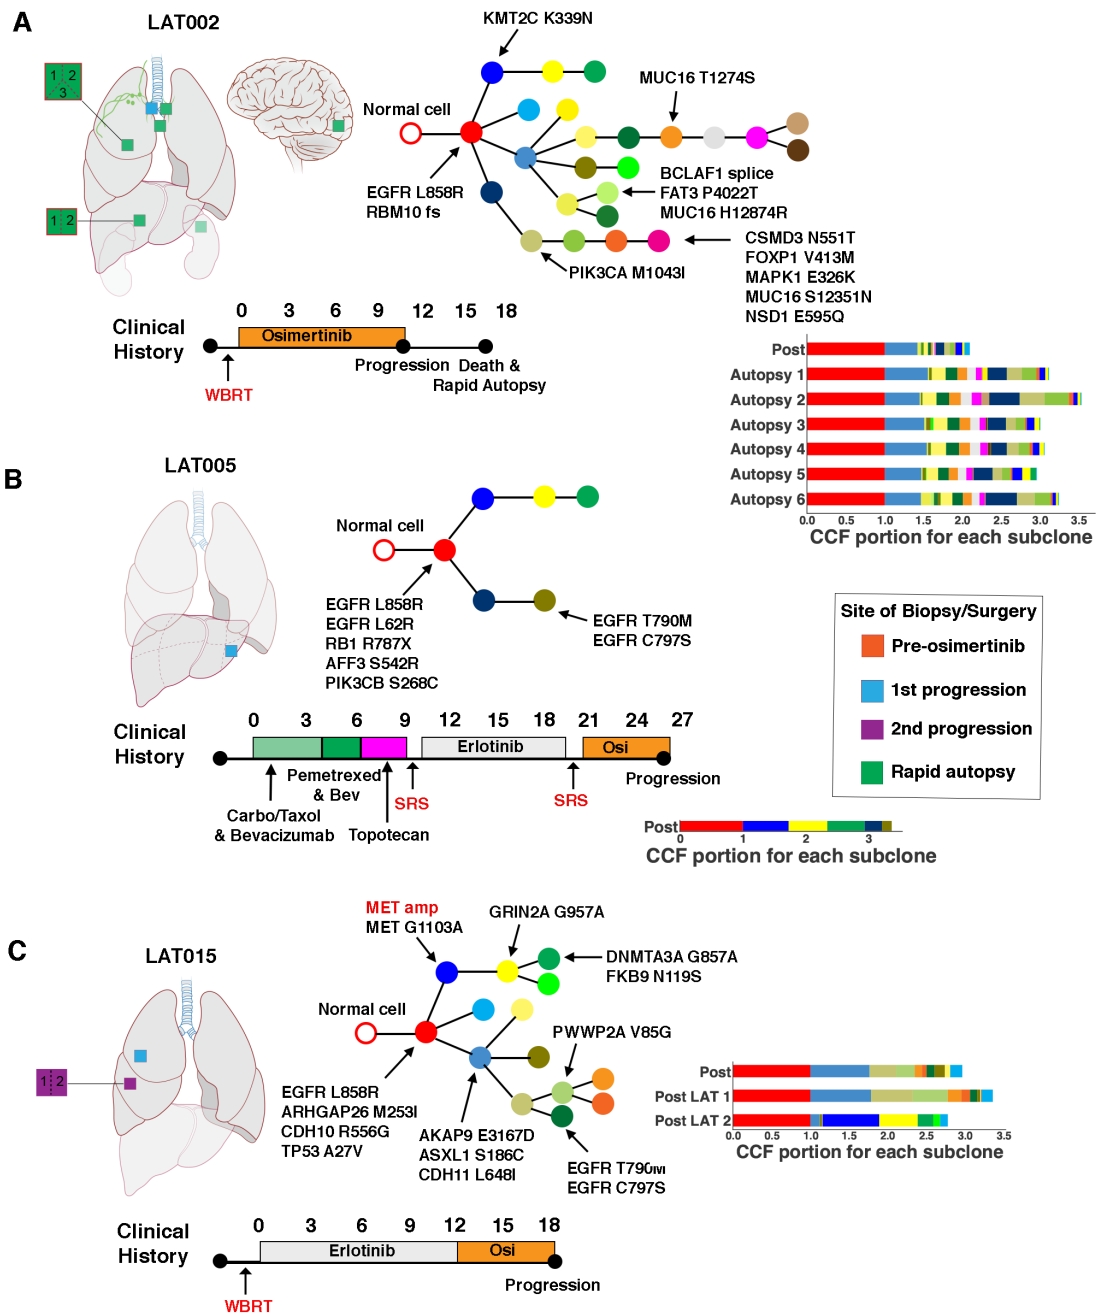 A
LAT002
KMT2C K339N
1 2
3
MUC16 T1274S
Normal cell
EGFR L858R
RBM10 fs
BCLAF1 splice
FAT3 P4022T
MUC16 H12874R
1 2
CSMD3 N551T
FOXP1 V413M
MAPK1 E326K
MUC16 S12351N
NSD1 E595Q
PIK3CA M1043I
0 3 6 9 12 15 18
Clinical
History
Osimertinib
Progression
Death &
Rapid Autopsy
WBRT
Post
Autopsy 1
Autopsy 2
Autopsy 3
Autopsy 4
Autopsy 5
Autopsy 6
0.0 0.5 1.0 1.5 2.0 2.5 3.0 3.5
CCF portion for each subclone
B
LAT005
Normal cell
EGFR L858R
EGFR L62R
RB1 R787X
AFF3 S542R
PIK3CB S268C
EGFR T790M
EGFR C797S
Site of Biopsy/Surgery
Pre-osimertinib
1st progression
2nd progression
Rapid autopsy
0 3 6 9 12 15 18 21 24 27
Clinical
History
Erlotinib
Osi
Pemetrexed
& Bev
Progression
SRS
SRS
Carbo/Taxol
& Bevacizumab
Topotecan
Post
0 1 2 3
CCF portion for each subclone
C
LAT015
MET amp
MET G1103A
GRIN2A G957A
DNMTA3A G857A
FKB9 N119S
Normal cell
PWWP2A V85G
1 2
EGFR L858R
ARHGAP26 M253I
CDH10 R556G
TP53 A27V
AKAP9 E3167D
ASXL1 S186C
CDH11 L648I
EGFR T790M
EGFR C797S
Post
Post LAT 1
Post LAT 2
0.0 0.5 1.0 1.5 2.0 2.5 3.0 3.5
CCF portion for each subclone
0 3 6 9 12 15 18
Clinical
History
Erlotinib
Osi
Progression
WBRT